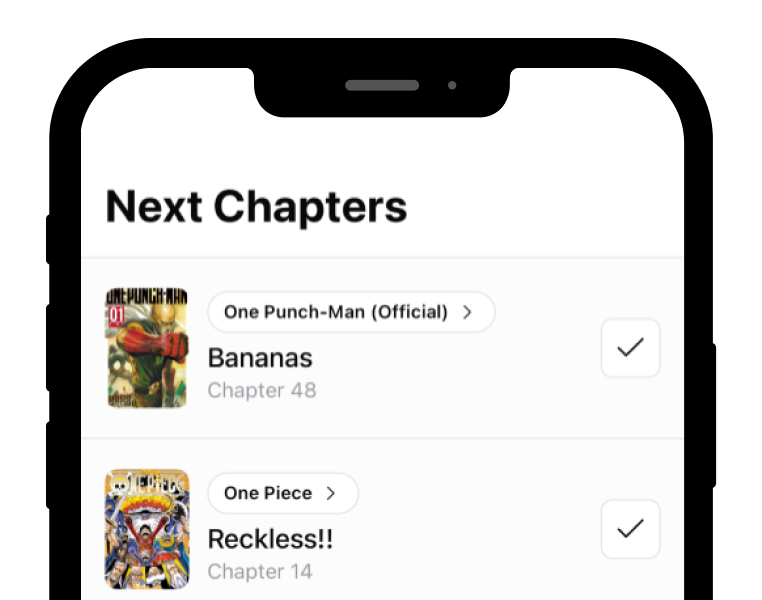 Next Chapters
ONE PUNCH-MAN
01
One Punch-Man (Official)
Bananas
Chapter 48
ONE PIECE
One Piece
Reckless!!
Chapter 14